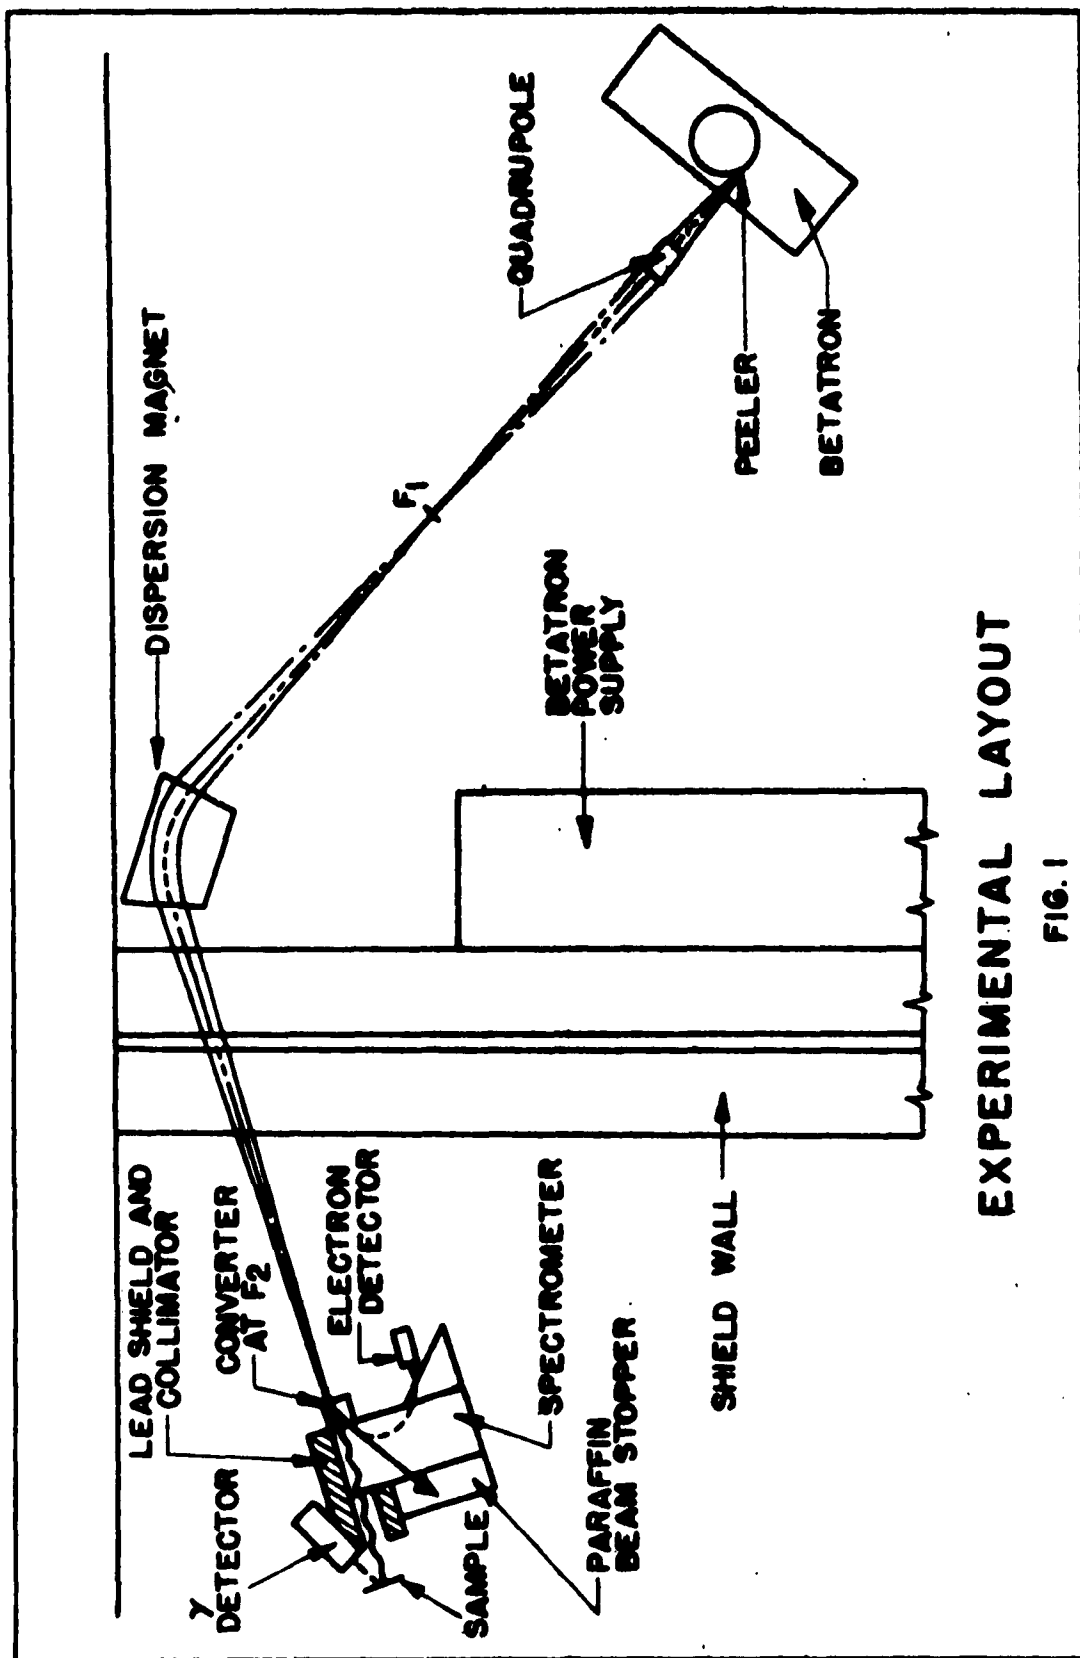 γ
DETECTOR
LEAD SHIELD AND
COLLIMATOR
CONVERTER
AT F2
ELECTRON
DETECTOR
DISPERSION MAGNET
F1
QUADRUPOLE
SAMPLE
PARAFFIN
BEAM STOPPER
SPECTROMETER
SHIELD WALL
BETATRON
POWER
SUPPLY
PEELER
BETATRON
EXPERIMENTAL LAYOUT
FIG. 1